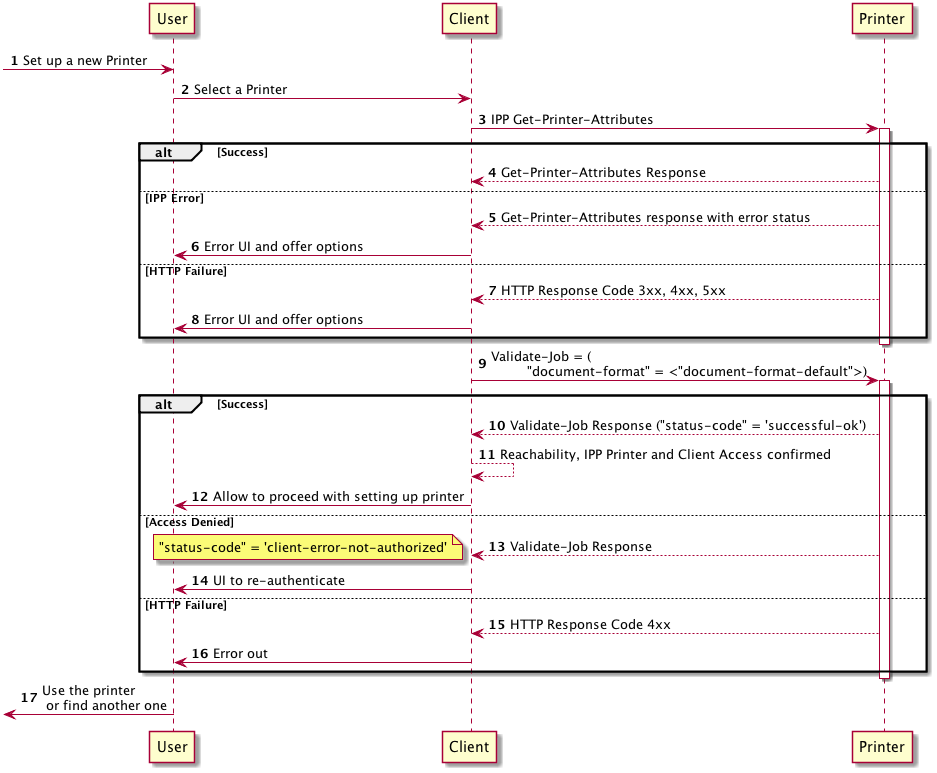 User
Client
Printer
1 Set up a new Printer
2 Select a Printer
3 IPP Get-Printer-Attributes
alt
[Success]
4 Get-Printer-Attributes Response
[IPP Error]
5 Get-Printer-Attributes response with error status
6 Error UI and offer options
[HTTP Failure]
7 HTTP Response Code 3xx, 4xx, 5xx
8 Error UI and offer options
9 Validate-Job = (
"document-format" = <"document-format-default">)
alt
[Success]
10 Validate-Job Response ("status-code" = 'successful-ok')
11 Reachability, IPP Printer and Client Access confirmed
12 Allow to proceed with setting up printer
[Access Denied]
"status-code" = 'client-error-not-authorized'
13 Validate-Job Response
14 UI to re-authenticate
[HTTP Failure]
15 HTTP Response Code 4xx
16 Error out
17 Use the printer
or find another one
User
Client
Printer